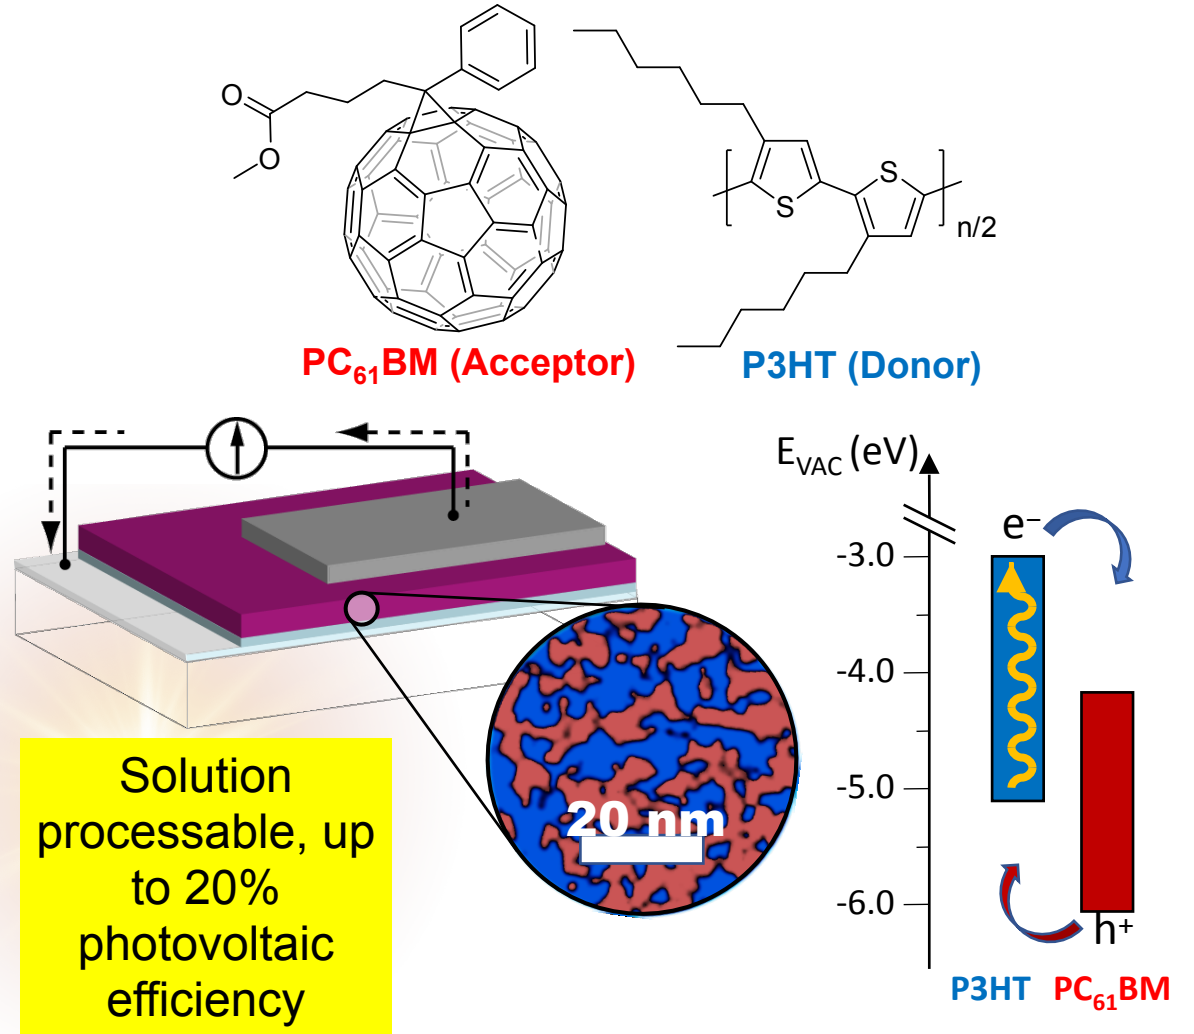 O
O
S
S
n/2
PC₆₁BM (Acceptor)
P3HT (Donor)
E_VAC (eV)
e⁻
-3.0
-4.0
-5.0
-6.0
h⁺
P3HT
PC₆₁BM
20 nm
Solution
processable, up
to 20%
photovoltaic
efficiency